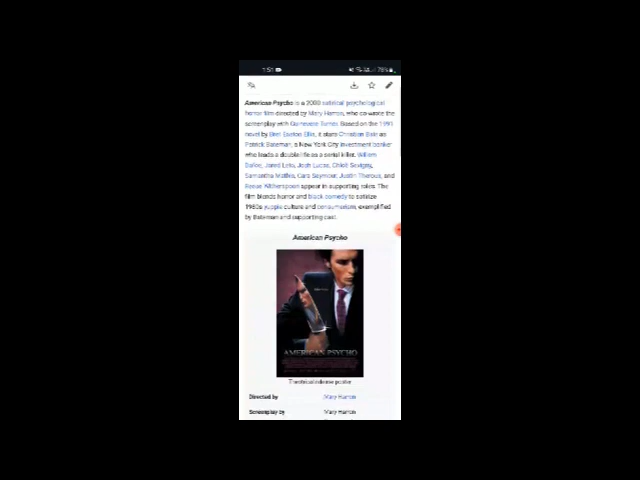 1:51
78%
American Psycho is a 2000 satirical psychological
horror film directed by Mary Harron, who co-wrote the
screenplay with Guinevere Turner. Based on the 1991
novel by Bret Easton Ellis, it stars Christian Bale as
Patrick Bateman, a New York City investment banker
who leads a double life as a serial killer. Willem
Dafoe, Jared Leto, Josh Lucas, Chloë Sevigny,
Samantha Mathis, Cara Seymour, Justin Theroux, and
Reese Witherspoon appear in supporting roles. The
film blends horror and black comedy to satirize
1980s yuppie culture and consumerism, exemplified
by Bateman and supporting cast.
American Psycho
AMERICAN PSYCHO
Theatrical release poster
Directed by Mary Harron
Screenplay by Mary Harron